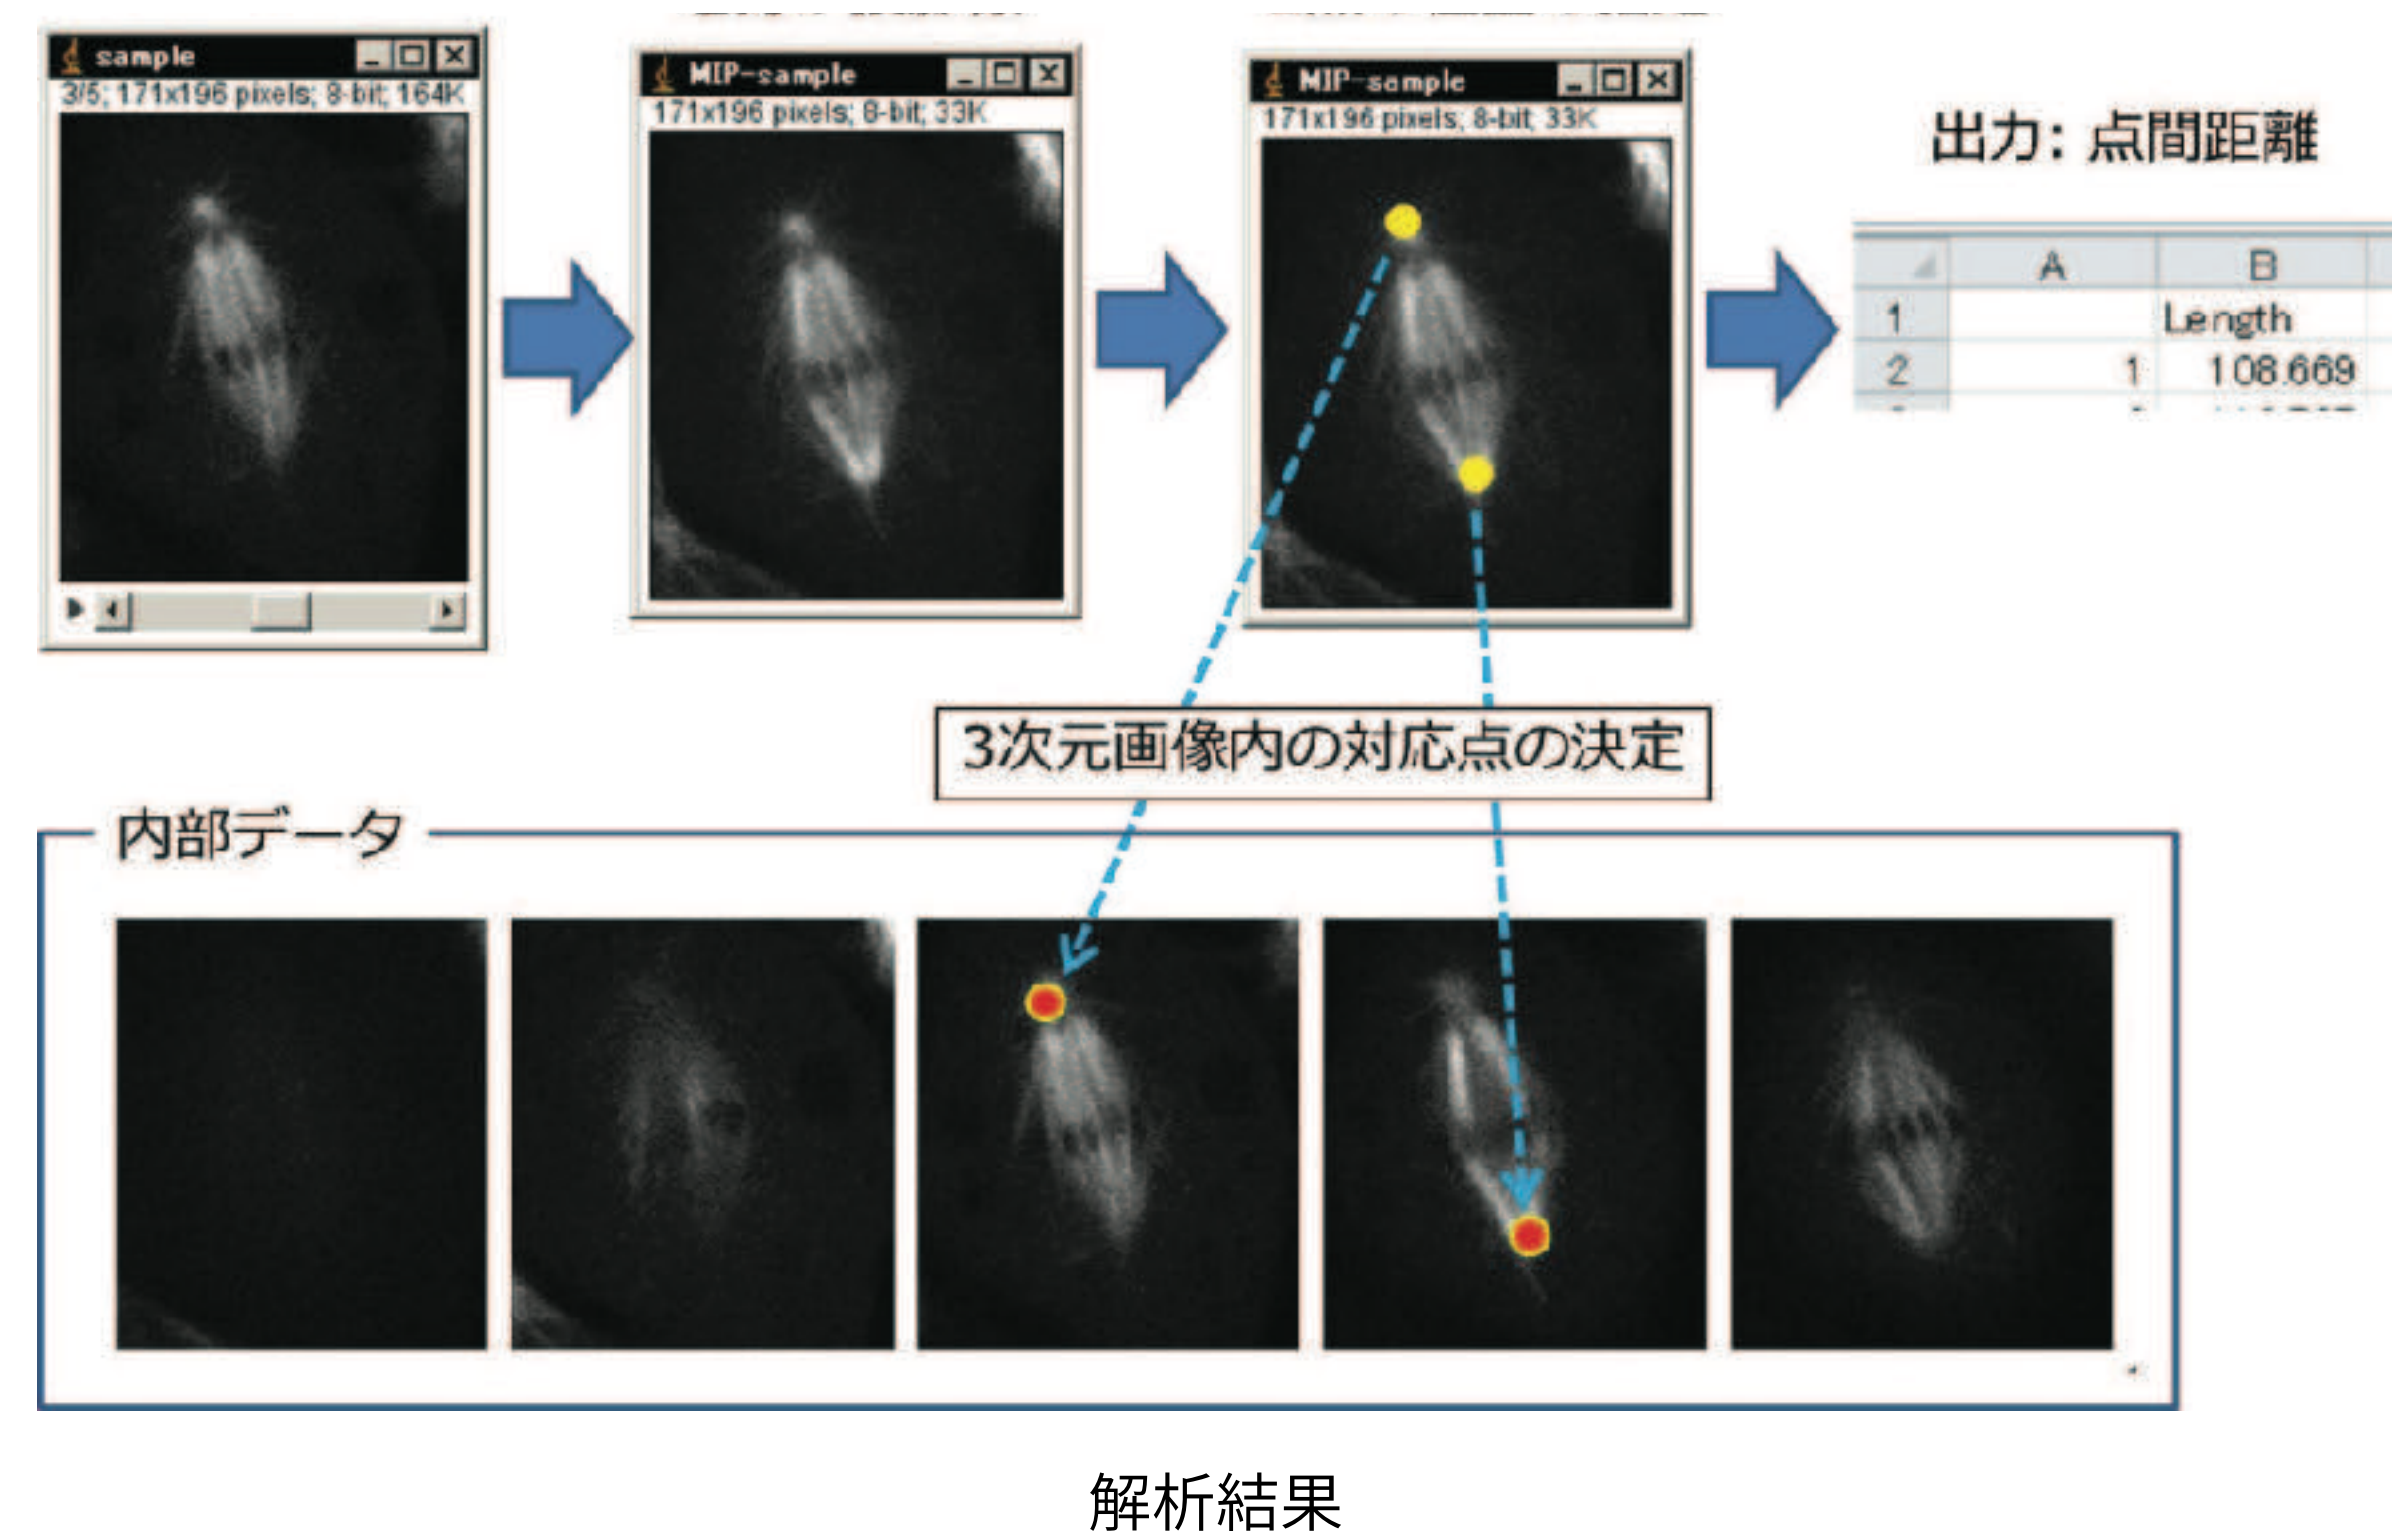 sample
3/5; 171x196 pixels; 8-bit; 164K
MIP-sample
171x196 pixels; 8-bit; 33K
MIP-sample
171x196 pixels; 8-bit; 33K
出力: 点間距離
A B
1 Length
2 1 108.669
3次元画像内の対応点の決定
内部データ
解析結果